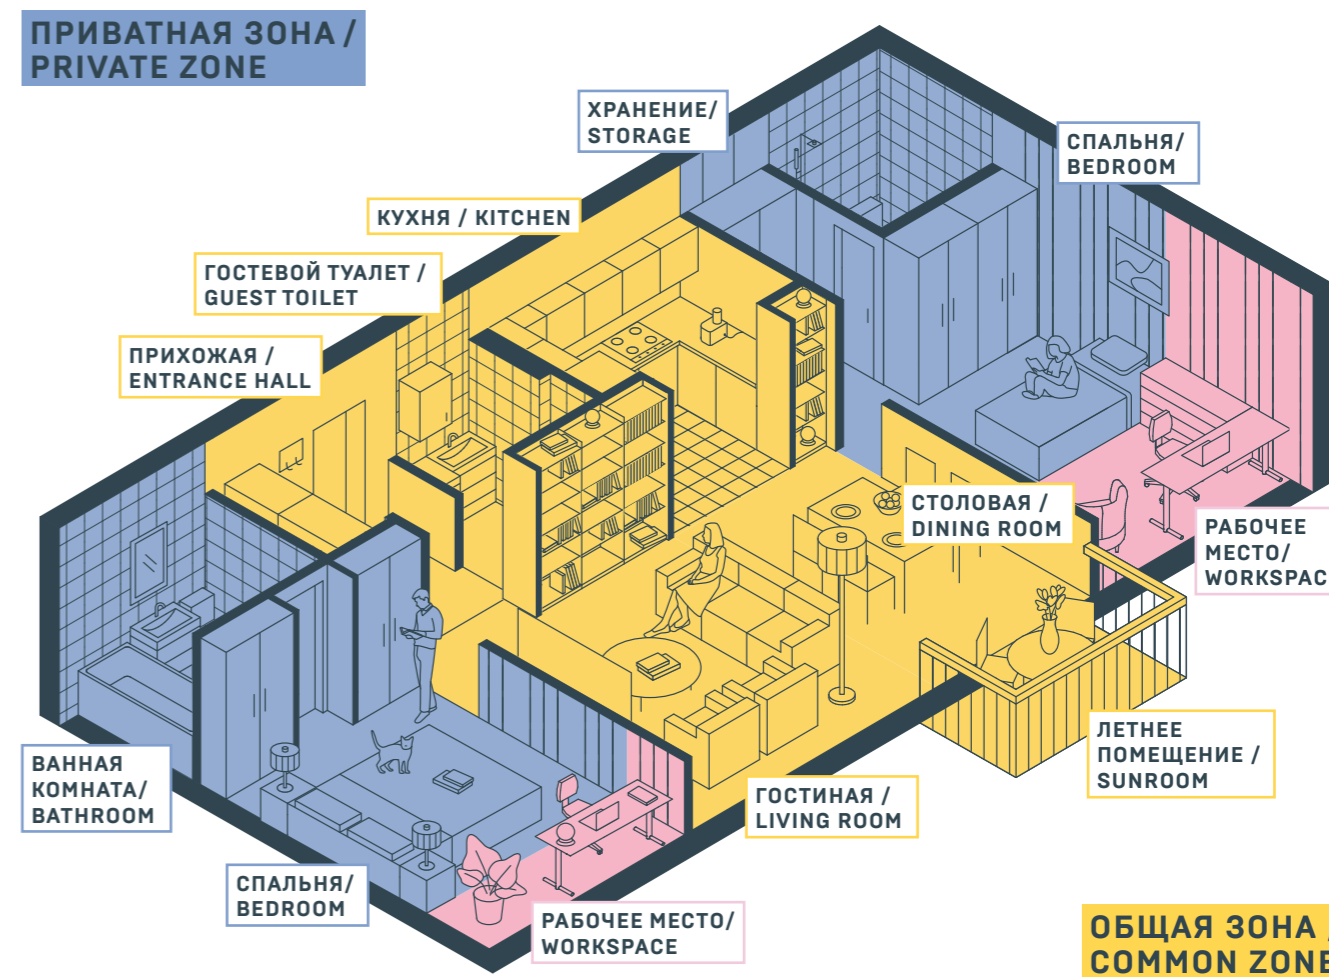 ПРИВАТНАЯ ЗОНА /
PRIVATE ZONE
ХРАНЕНИЕ/
STORAGE
СПАЛЬНЯ/
BEDROOM
КУХНЯ / KITCHEN
ГОСТЕВОЙ ТУАЛЕТ /
GUEST TOILET
ПРИХОЖАЯ /
ENTRANCE HALL
СТОЛОВАЯ /
DINING ROOM
РАБОЧЕЕ
МЕСТО/
WORKSPAC
ЛЕТНЕЕ
ПОМЕЩЕНИЕ /
SUNROOM
ВАННАЯ
КОМНАТА/
BATHROOM
ГОСТИНАЯ /
LIVING ROOM
СПАЛЬНЯ/
BEDROOM
РАБОЧЕЕ МЕСТО/
WORKSPACE
ОБЩАЯ ЗОНА /
COMMON ZONE